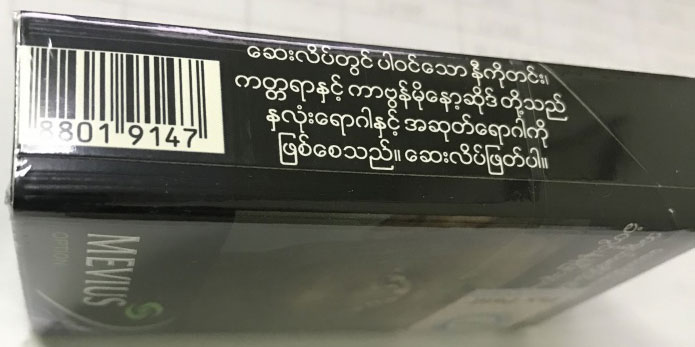 ဆေးလိပ်တွင် ပါဝင်သော နီကိုတင်း၊
ကတ္တရာနှင့် ကာဗွန်မိုနော့ဆိုဒ် တို့သည်
နှလုံးရောဂါနှင့် အဆုတ်ရောဂါကို
ဖြစ်စေသည်။ ဆေးလိပ်ဖြတ်ပါ။
8801 9147
MEVIUS
OPTION